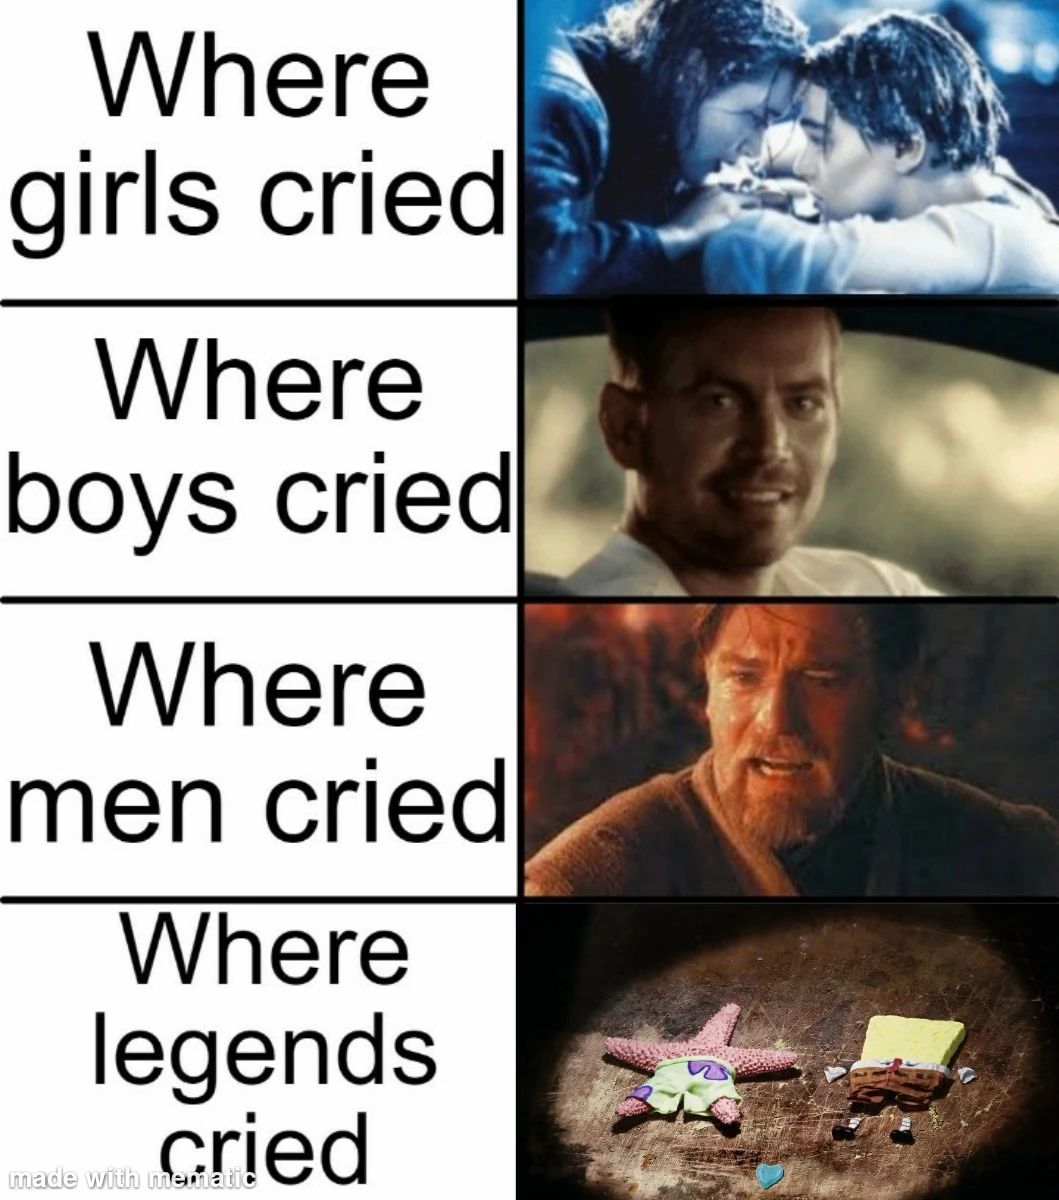 Where
girls cried
Where
boys cried
Where
men cried
Where
legends
cried
made with mematic